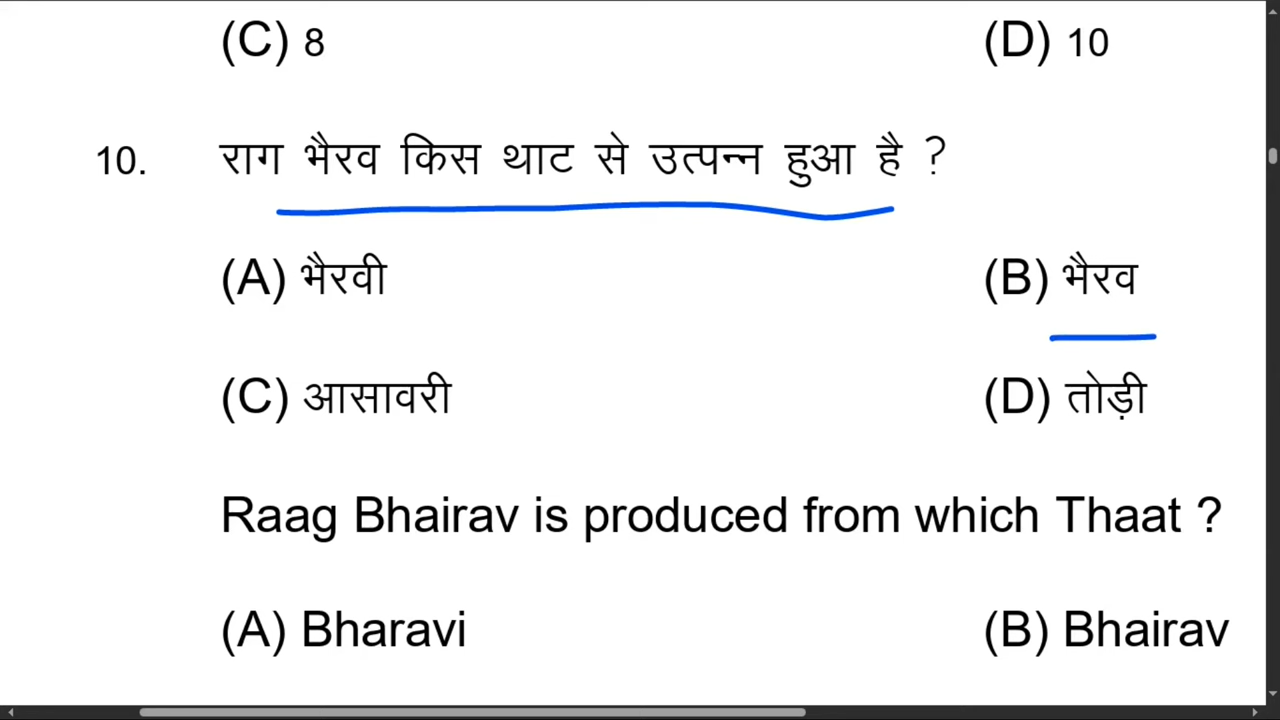 (C) 8 (D) 10
10. राग भैरव किस थाट से उत्पन्न हुआ है ?
(A) भैरवी (B) भैरव
(C) आसावरी (D) तोड़ी
Raag Bhairav is produced from which Thaat ?
(A) Bharavi (B) Bhairav